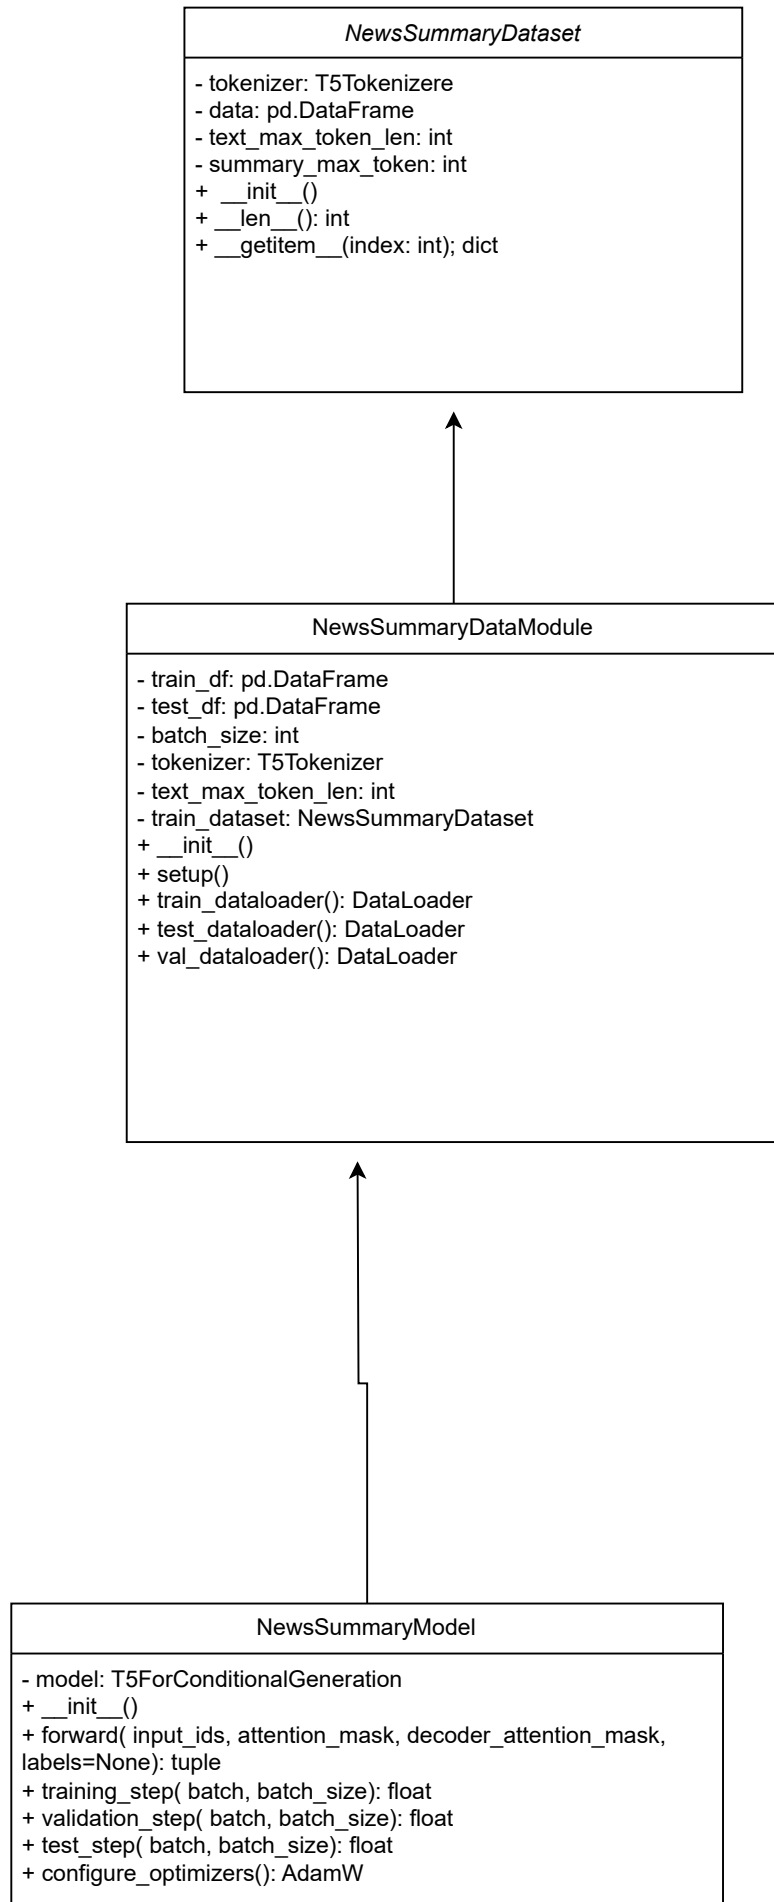 NewsSummaryDataset
- tokenizer: T5Tokenizere
- data: pd.DataFrame
- text_max_token_len: int
- summary_max_token: int
+  __init__()
+ __len__(): int
+ __getitem__(index: int); dict
NewsSummaryDataModule
- train_df: pd.DataFrame
- test_df: pd.DataFrame
- batch_size: int
- tokenizer: T5Tokenizer
- text_max_token_len: int
- train_dataset: NewsSummaryDataset
+ __init__()
+ setup()
+ train_dataloader(): DataLoader
+ test_dataloader(): DataLoader
+ val_dataloader(): DataLoader
NewsSummaryModel
- model: T5ForConditionalGeneration
+ __init__()
+ forward( input_ids, attention_mask, decoder_attention_mask,
labels=None): tuple
+ training_step( batch, batch_size): float
+ validation_step( batch, batch_size): float
+ test_step( batch, batch_size): float
+ configure_optimizers(): AdamW